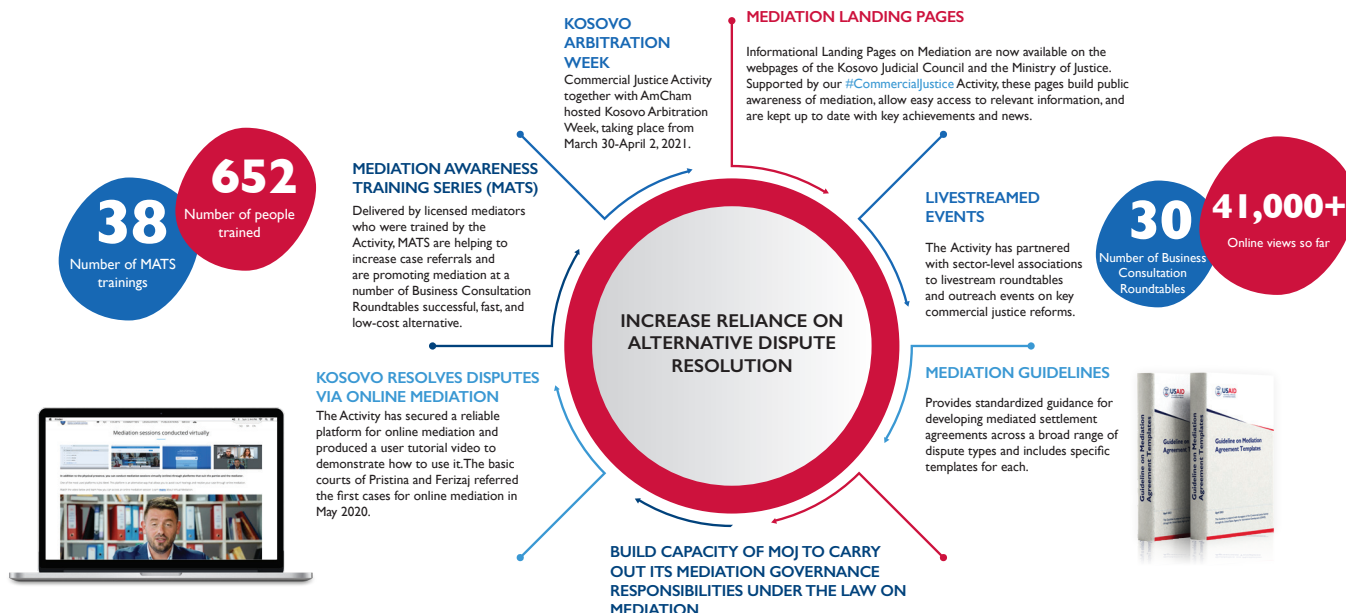 KOSOVO
ARBITRATION
WEEK
Commercial Justice Activity
together with AmCham
hosted Kosovo Arbitration
Week, taking place from
March 30-April 2, 2021.
MEDIATION LANDING PAGES
Informational Landing Pages on Mediation are now available on the
webpages of the Kosovo Judicial Council and the Ministry of Justice.
Supported by our #CommercialJustice Activity, these pages build public
awareness of mediation, allow easy access to relevant information, and
are kept up to date with key achievements and news.
652
Number of people
trained
38
Number of MATS
trainings
MEDIATION AWARENESS
TRAINING SERIES (MATS)
Delivered by licensed mediators
who were trained by the
Activity, MATS are helping to
increase case referrals and
are promoting mediation at a
number of Business Consultation
Roundtables successful, fast, and
low-cost alternative.
LIVESTREAMED
EVENTS
The Activity has partnered
with sector-level associations
to livestream roundtables
and outreach events on key
commercial justice reforms.
30
Number of Business
Consultation
Roundtables
41,000+
Online views so far
INCREASE RELIANCE ON
ALTERNATIVE DISPUTE
RESOLUTION
KOSOVO RESOLVES DISPUTES
VIA ONLINE MEDIATION
The Activity has secured a reliable
platform for online mediation and
produced a user tutorial video to
demonstrate how to use it.The basic
courts of Pristina and Ferizaj referred
the first cases for online mediation in
May 2020.
Mediation sessions conducted virtually
MEDIATION GUIDELINES
Provides standardized guidance for
developing mediated settlement
agreements across a broad range of
dispute types and includes specific
templates for each.
Guideline on Mediation
Agreement Templates
Guideline on Mediation
Agreement Templates
USAID
USAID
Guideline on Mediation
Agreement Templates
BUILD CAPACITY OF MOJ TO CARRY
OUT ITS MEDIATION GOVERNANCE
RESPONSIBILITIES UNDER THE LAW ON
MEDIATION